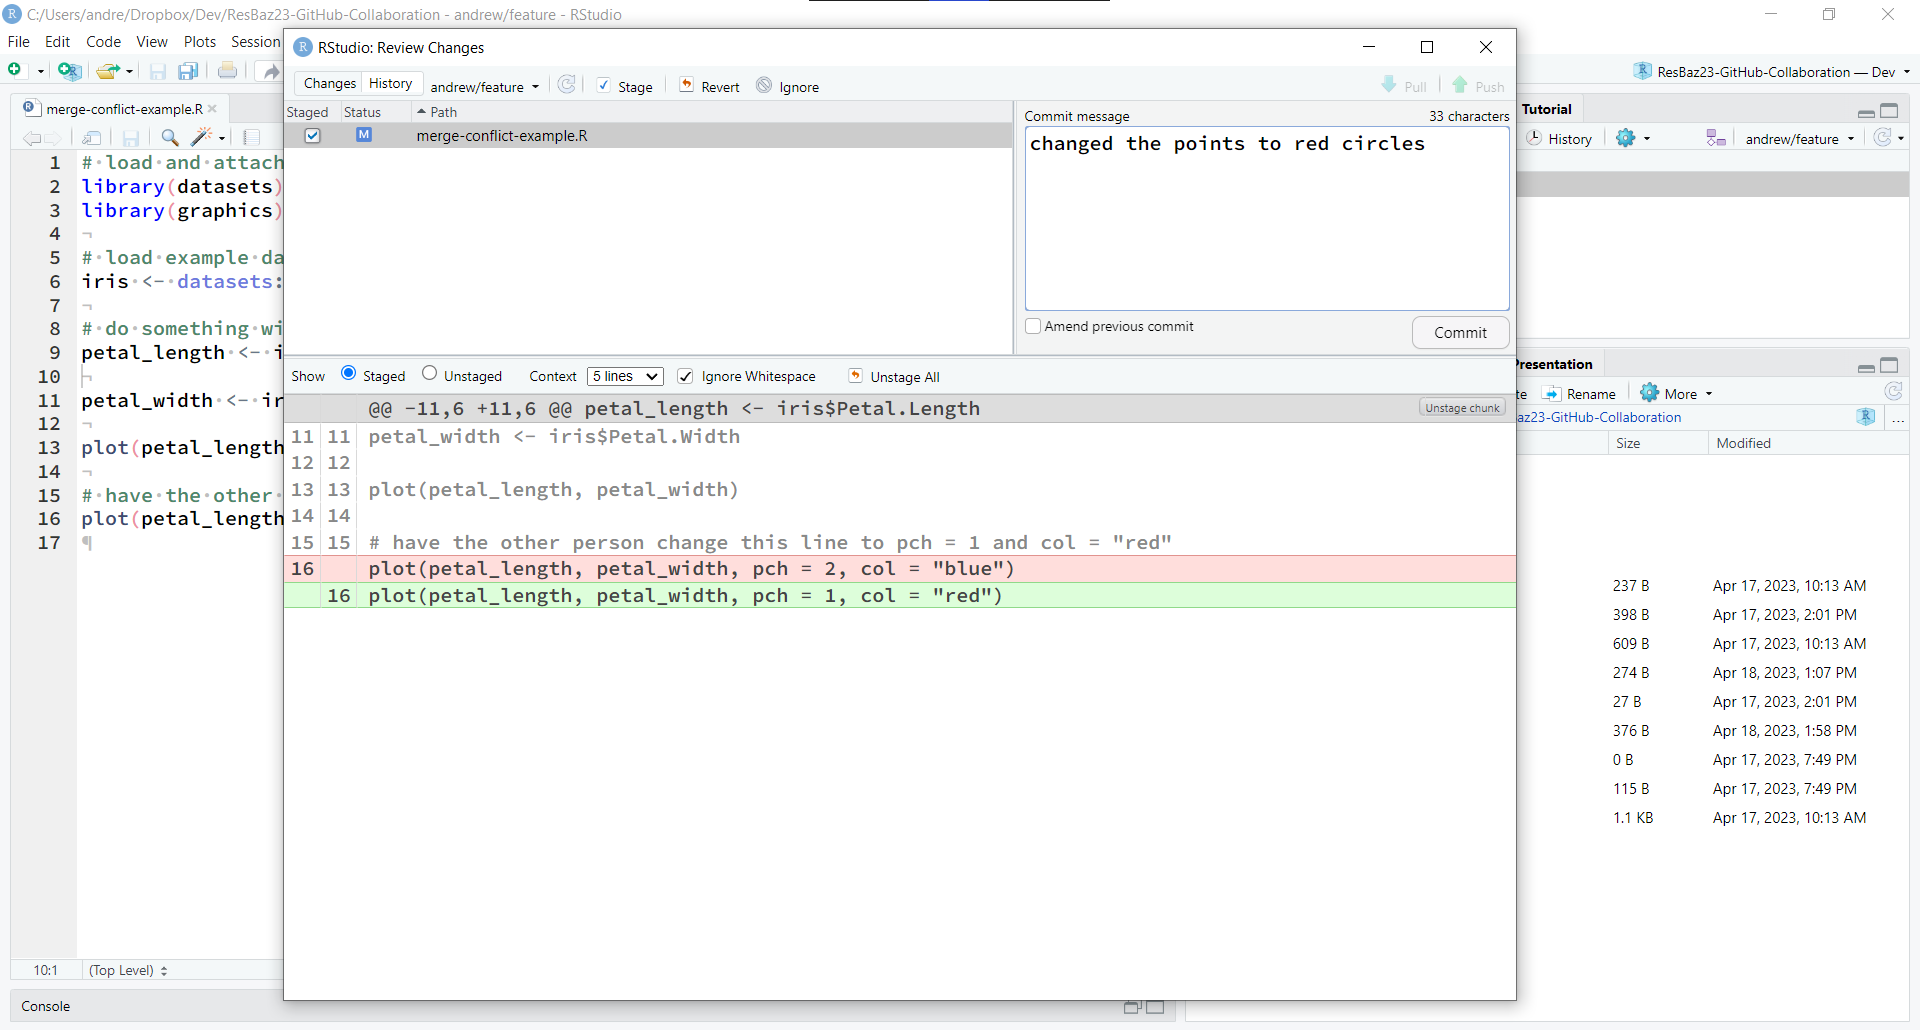 C:/Users/andre/Dropbox/Dev/ResBaz23-GitHub-Collaboration - andrew/feature - RStudio
File Edit Code View Plots Session
ResBaz23-GitHub-Collaboration — Dev
merge-conflict-example.R
1 # load and attach
2 library(datasets)
3 library(graphics)
4
5 # load example da
6 iris <- datasets:
7
8 # do something wi
9 petal_length <- i
10
11 petal_width <- ir
12
13 plot(petal_length
14
15 # have the other
16 plot(petal_length
17
10:1 (Top Level)
Console
RStudio: Review Changes
Changes History andrew/feature Stage Revert Ignore Pull Push
Staged Status Path
M merge-conflict-example.R
Commit message 33 characters
changed the points to red circles
Amend previous commit
Commit
Show Staged Unstaged Context 5 lines Ignore Whitespace Unstage All
@@ -11,6 +11,6 @@ petal_length <- iris$Petal.Length Unstage chunk
11 11 petal_width <- iris$Petal.Width
12 12
13 13 plot(petal_length, petal_width)
14 14
15 15 # have the other person change this line to pch = 1 and col = "red"
16 plot(petal_length, petal_width, pch = 2, col = "blue")
16 plot(petal_length, petal_width, pch = 1, col = "red")
Tutorial
History andrew/feature
Presentation
te Rename More
az23-GitHub-Collaboration ...
Size Modified
237 B Apr 17, 2023, 10:13 AM
398 B Apr 17, 2023, 2:01 PM
609 B Apr 17, 2023, 10:13 AM
274 B Apr 18, 2023, 1:07 PM
27 B Apr 17, 2023, 2:01 PM
376 B Apr 18, 2023, 1:58 PM
0 B Apr 17, 2023, 7:49 PM
115 B Apr 17, 2023, 7:49 PM
1.1 KB Apr 17, 2023, 10:13 AM